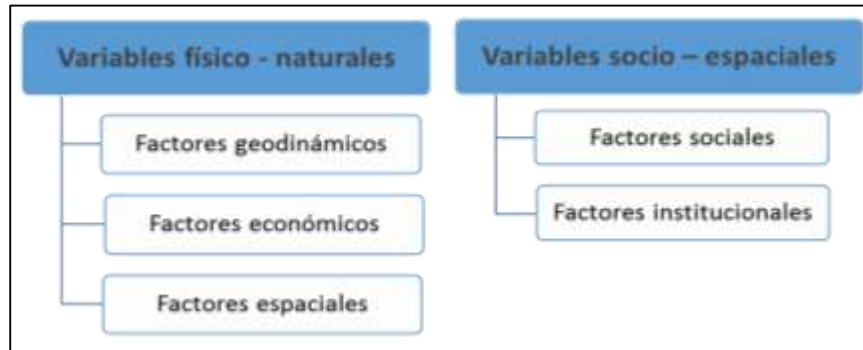 Variables físico - naturales
Factores geodinámicos
Factores económicos
Factores espaciales
Variables socio – espaciales
Factores sociales
Factores institucionales